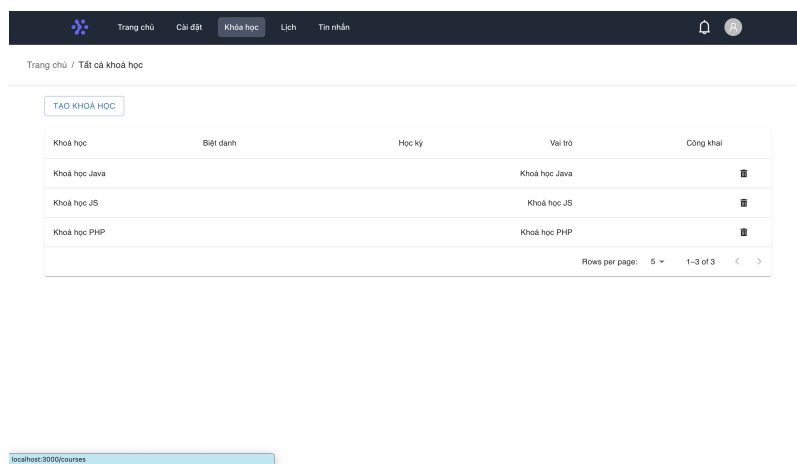 Trang chủ Cài đặt Khóa học Lịch Tin nhắn
Trang chủ / Tất cả khoá học
TẠO KHOÁ HỌC
Khoá học Biệt danh Học kỳ Vai trò Công khai
Khoá học Java Khoá học Java
Khoá học JS Khoá học JS
Khoá học PHP Khoá học PHP
Rows per page: 5 1–3 of 3
localhost:3000/courses